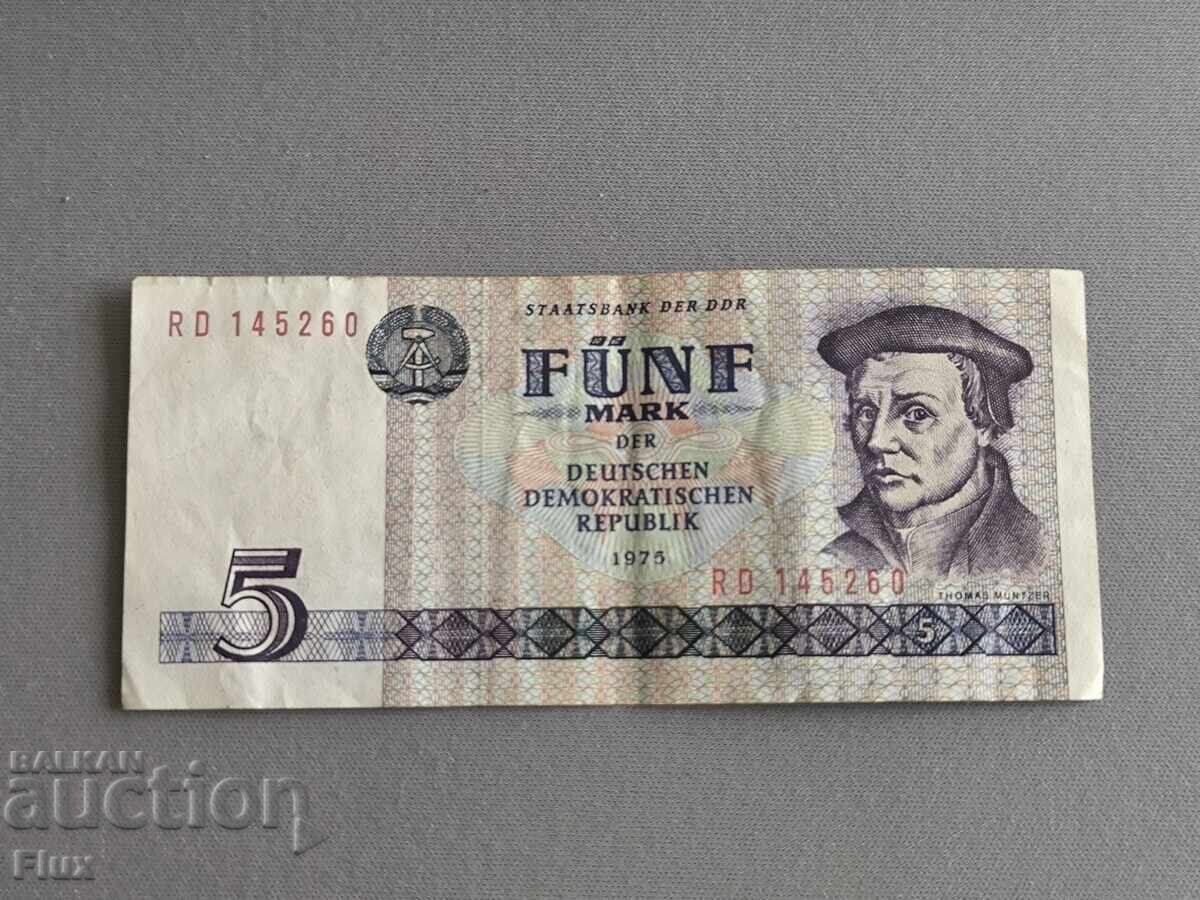 RD 145260
STAATSBANK DER DDR
FÜNF
MARK
DER
DEUTSCHEN
DEMOKRATISCHEN
REPUBLIK
1975
RD 145260
THOMAS MÜNTZER
5
5
BALKAN
auction
Flux